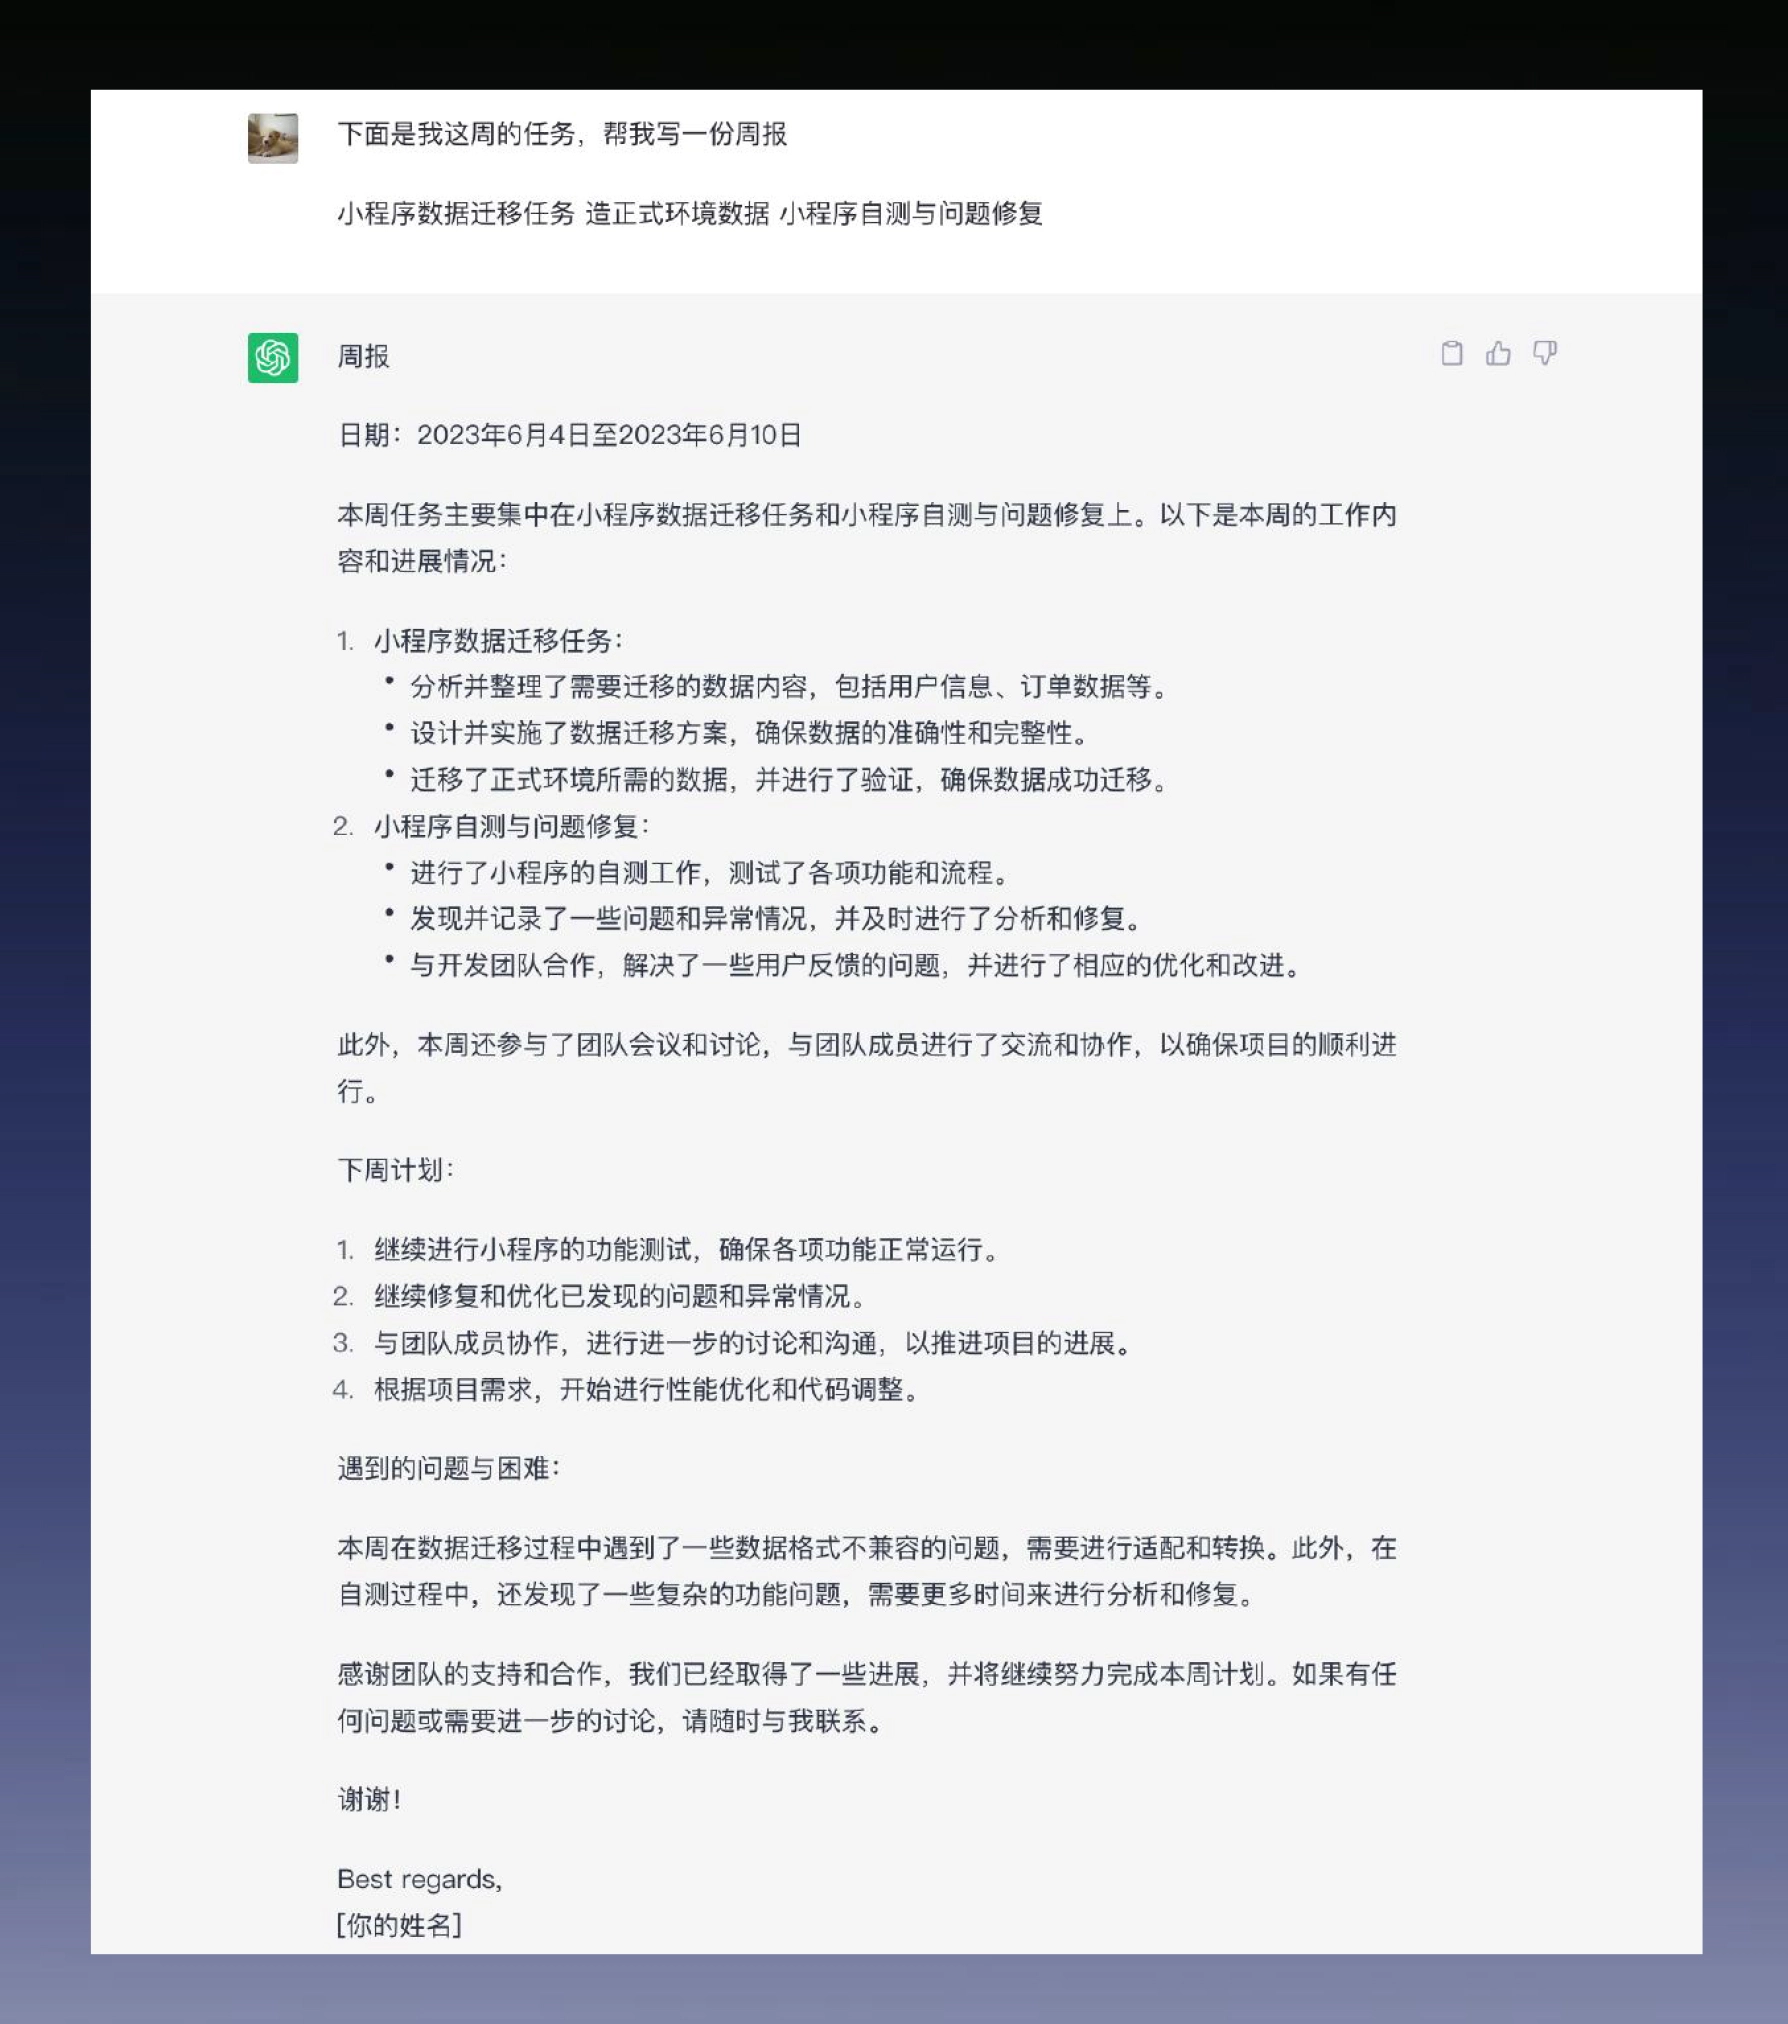 下面是我这周的任务，帮我写一份周报
小程序数据迁移任务 造正式环境数据 小程序自测与问题修复
周报
日期：2023年6月4日至2023年6月10日
本周任务主要集中在小程序数据迁移任务和小程序自测与问题修复上。以下是本周的工作内
容和进展情况：
1. 小程序数据迁移任务：
• 分析并整理了需要迁移的数据内容，包括用户信息、订单数据等。
• 设计并实施了数据迁移方案，确保数据的准确性和完整性。
• 迁移了正式环境所需的数据，并进行了验证，确保数据成功迁移。
2. 小程序自测与问题修复：
• 进行了小程序的自测工作，测试了各项功能和流程。
• 发现并记录了一些问题和异常情况，并及时进行了分析和修复。
• 与开发团队合作，解决了一些用户反馈的问题，并进行了相应的优化和改进。
此外，本周还参与了团队会议和讨论，与团队成员进行了交流和协作，以确保项目的顺利进
行。
下周计划：
1. 继续进行小程序的功能测试，确保各项功能正常运行。
2. 继续修复和优化已发现的问题和异常情况。
3. 与团队成员协作，进行进一步的讨论和沟通，以推进项目的进展。
4. 根据项目需求，开始进行性能优化和代码调整。
遇到的问题与困难：
本周在数据迁移过程中遇到了一些数据格式不兼容的问题，需要进行适配和转换。此外，在
自测过程中，还发现了一些复杂的功能问题，需要更多时间来进行分析和修复。
感谢团队的支持和合作，我们已经取得了一些进展，并将继续努力完成本周计划。如果有任
何问题或需要进一步的讨论，请随时与我联系。
谢谢！
Best regards,
[你的姓名]